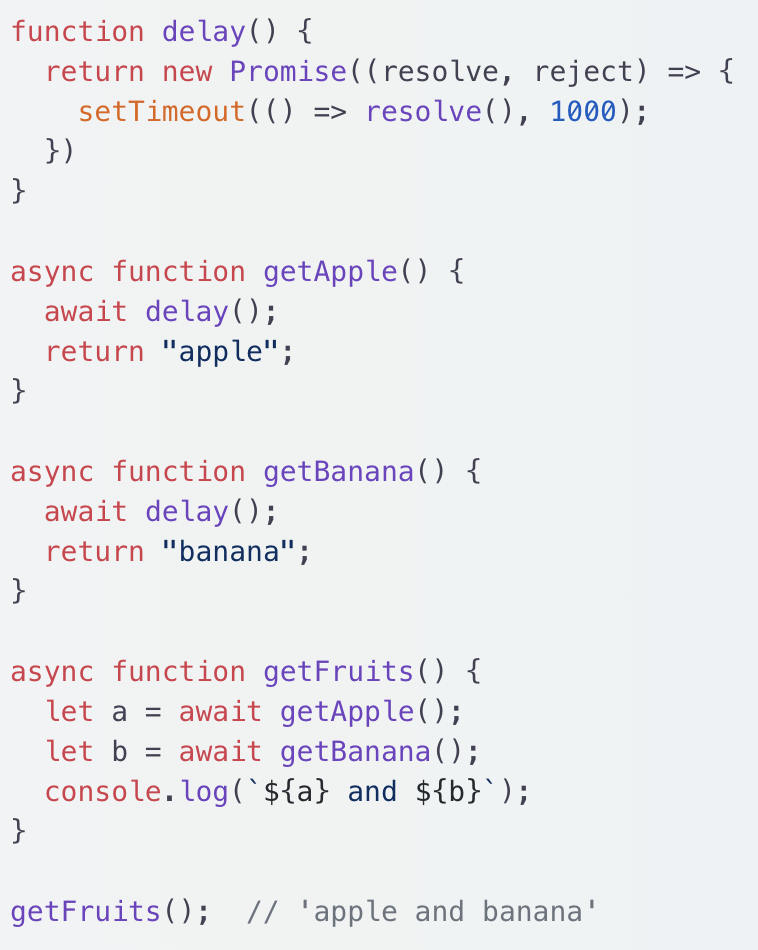 function delay() {
  return new Promise((resolve, reject) => {
    setTimeout(() => resolve(), 1000);
  })
}

async function getApple() {
  await delay();
  return "apple";
}

async function getBanana() {
  await delay();
  return "banana";
}

async function getFruits() {
  let a = await getApple();
  let b = await getBanana();
  console.log(`${a} and ${b}`);
}

getFruits();  // 'apple and banana'